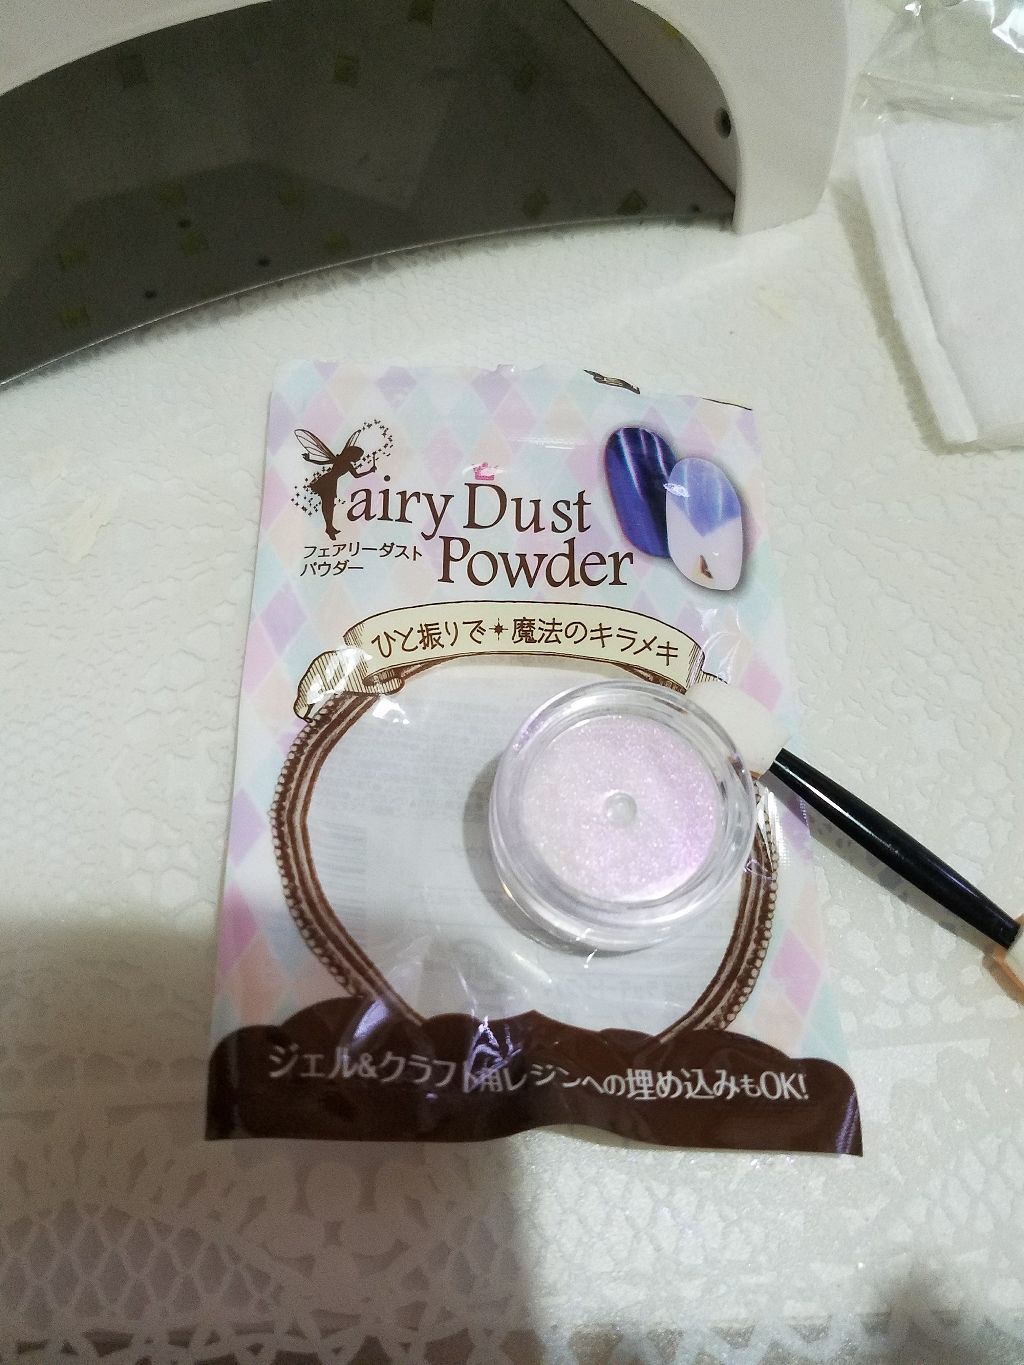 Fairy Dust
Powder
フェアリーダスト
パウダー
ひと振りで魔法のキラメキ
ジェル&クラフト用レジンへの埋め込みもOK!